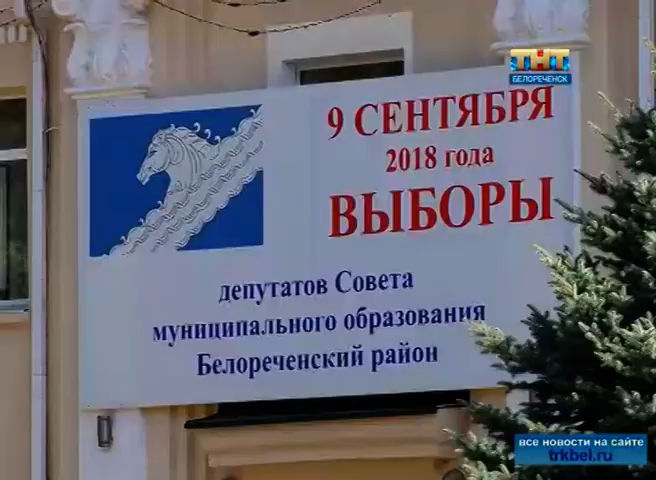 ТНТ
БЕЛОРЕЧЕНСК
9 СЕНТЯБРЯ
2018 года
ВЫБОРЫ
депутатов Совета
муниципального образования
Белореченский район
все новости на сайте
trkbel.ru